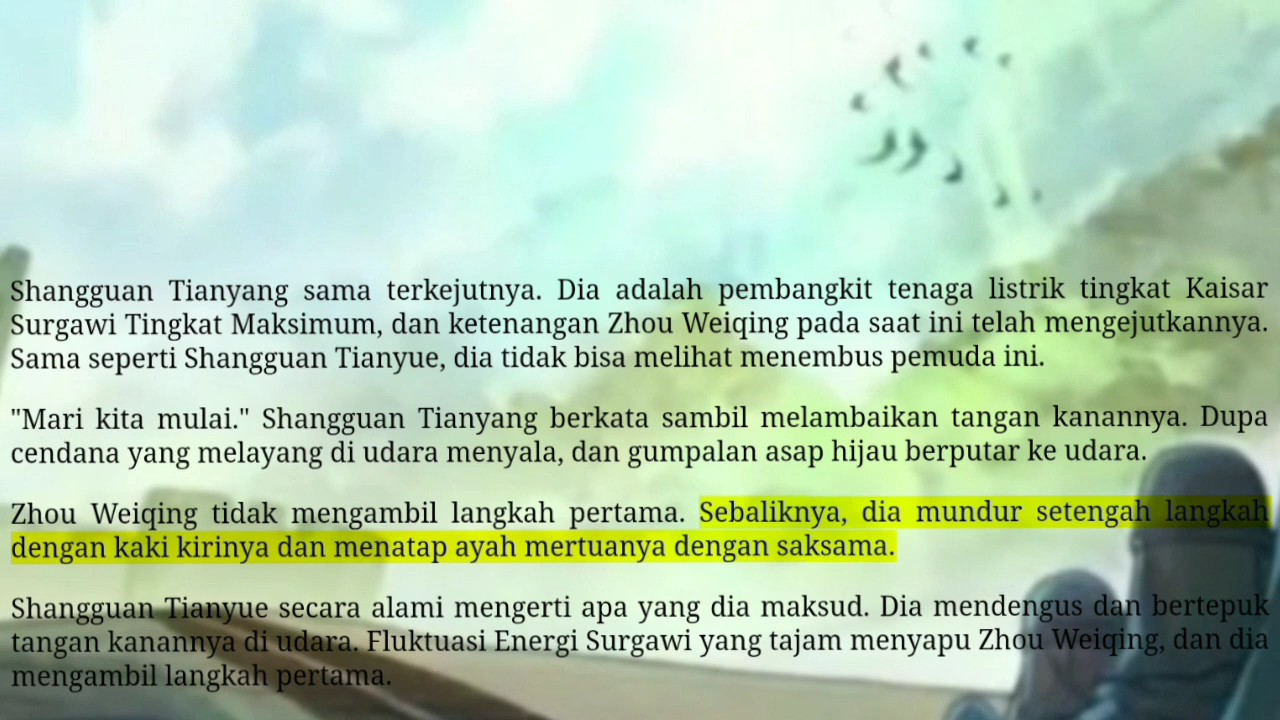 Shangguan Tianyang sama terkejutnya. Dia adalah pembangkit tenaga listrik tingkat Kaisar
Surgawi Tingkat Maksimum, dan ketenangan Zhou Weiqing pada saat ini telah mengejutkannya.
Sama seperti Shangguan Tianyue, dia tidak bisa melihat menembus pemuda ini.
"Mari kita mulai." Shangguan Tianyang berkata sambil melambaikan tangan kanannya. Dupa
cendana yang melayang di udara menyala, dan gumpalan asap hijau berputar ke udara.
Zhou Weiqing tidak mengambil langkah pertama. Sebaliknya, dia mundur setengah langkah
dengan kaki kirinya dan menatap ayah mertuanya dengan saksama.
Shangguan Tianyue secara alami mengerti apa yang dia maksud. Dia mendengus dan bertepuk
tangan kanannya di udara. Fluktuasi Energi Surgawi yang tajam menyapu Zhou Weiqing, dan dia
mengambil langkah pertama.